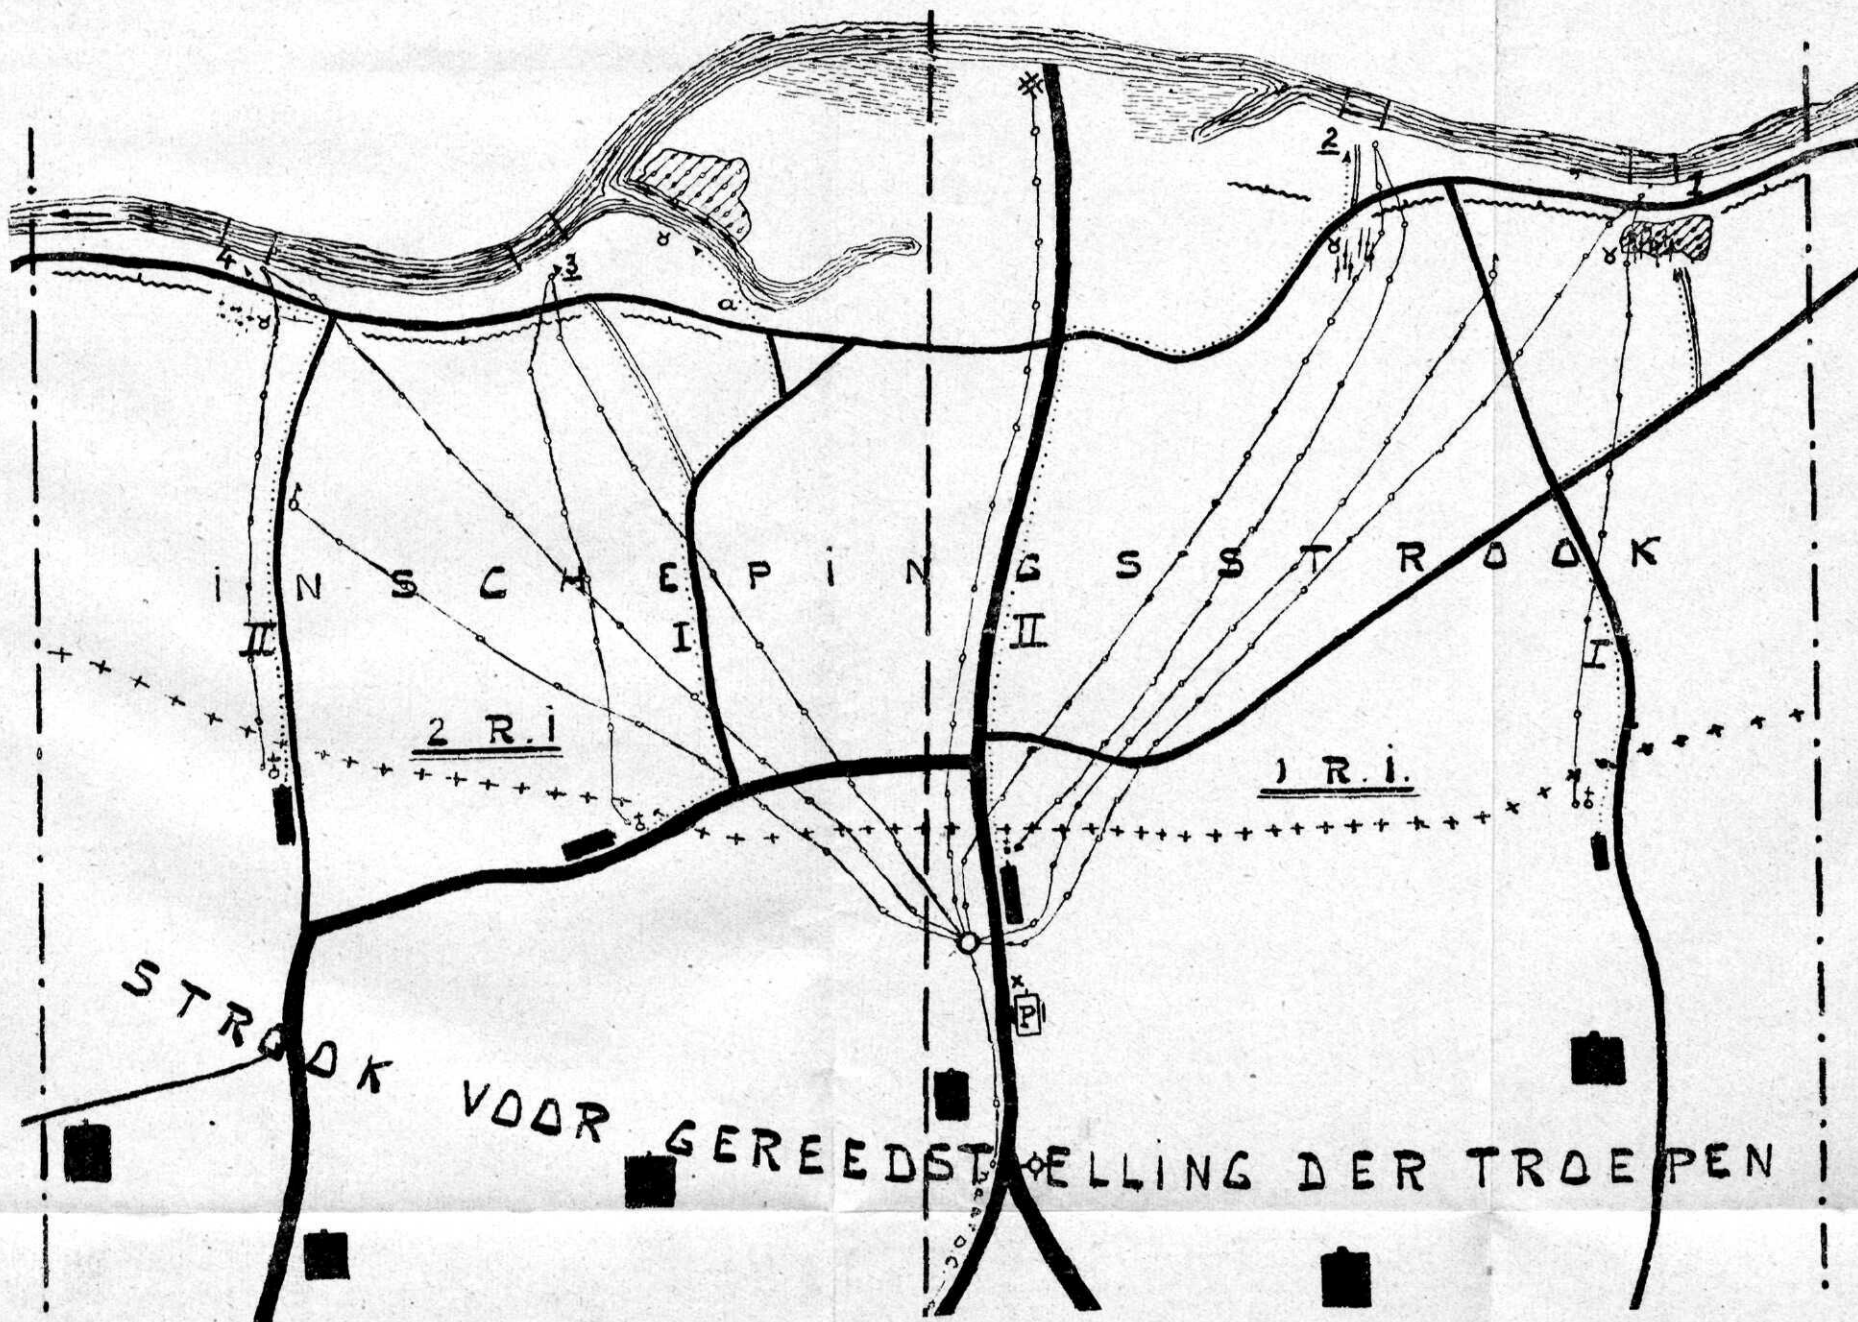 1
2
3
4
a
INSCHEPINGSSTROOK
II
I
II
I
2 R.i
1 R.i.
P
STROOK VOOR GEREEDSTELLING DER TROEPEN